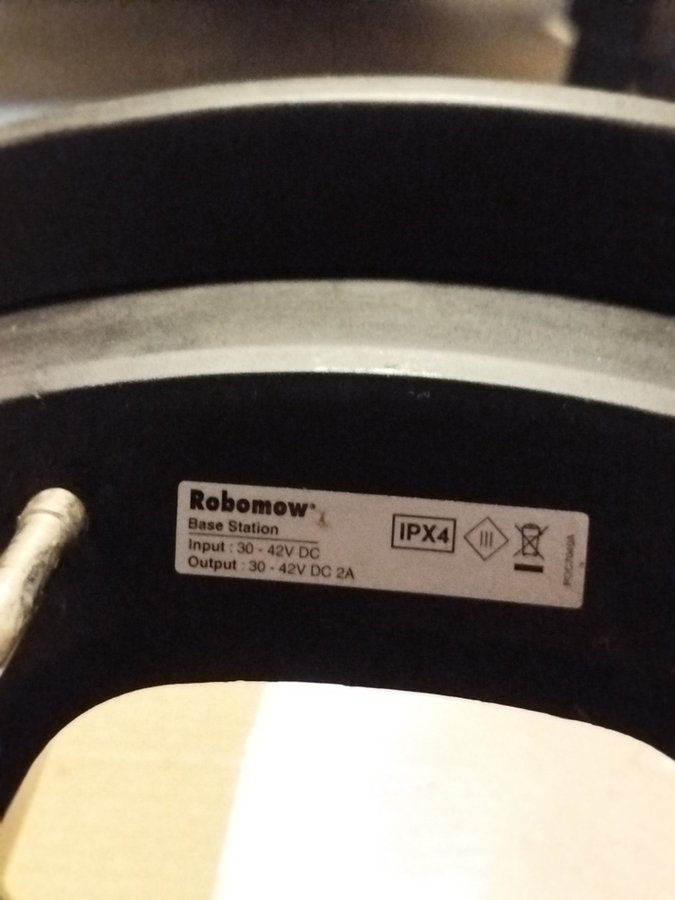 Robomow®
Base Station
Input : 30 - 42V DC
Output : 30 - 42V DC 2A
IPX4
III